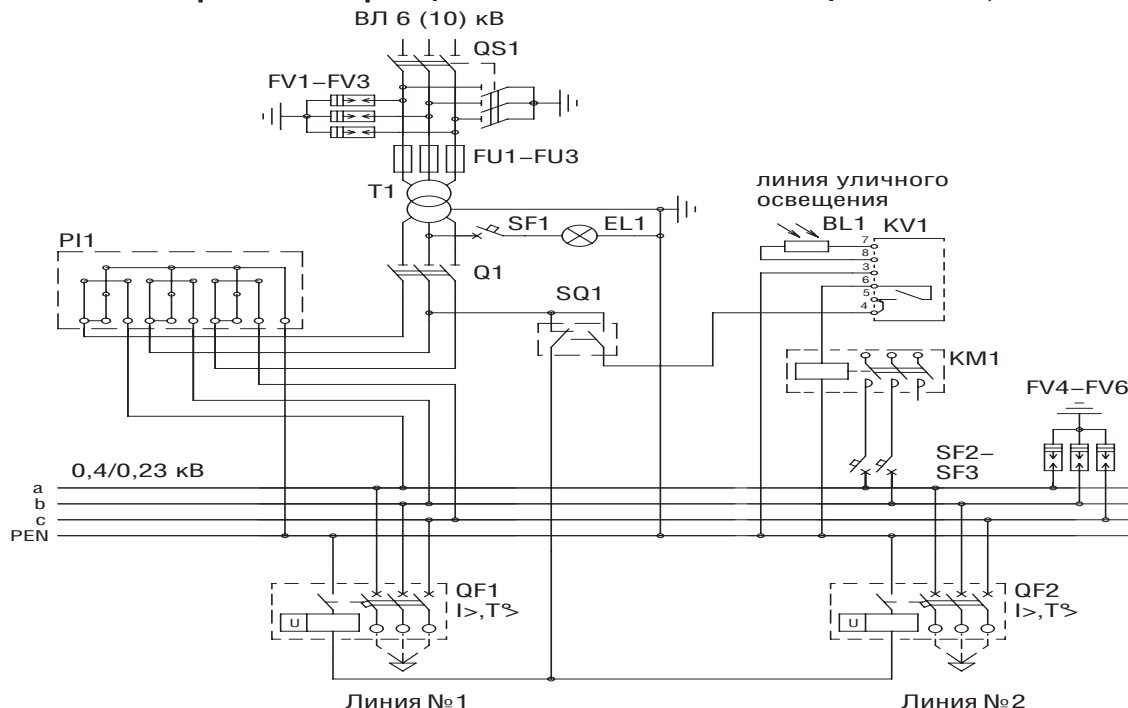 ВЛ 6 (10) кВ
QS1
FV1–FV3
FU1–FU3
T1
линия уличного
освещения
SF1
EL1
BL1
KV1
7
8
3
6
5
4
PI1
Q1
SQ1
KM1
FV4–FV6
SF2–
SF3
0,4/0,23 кВ
a
b
c
PEN
QF1
I>,T°>
U
QF2
I>,T°>
U
Линия №1
Линия №2